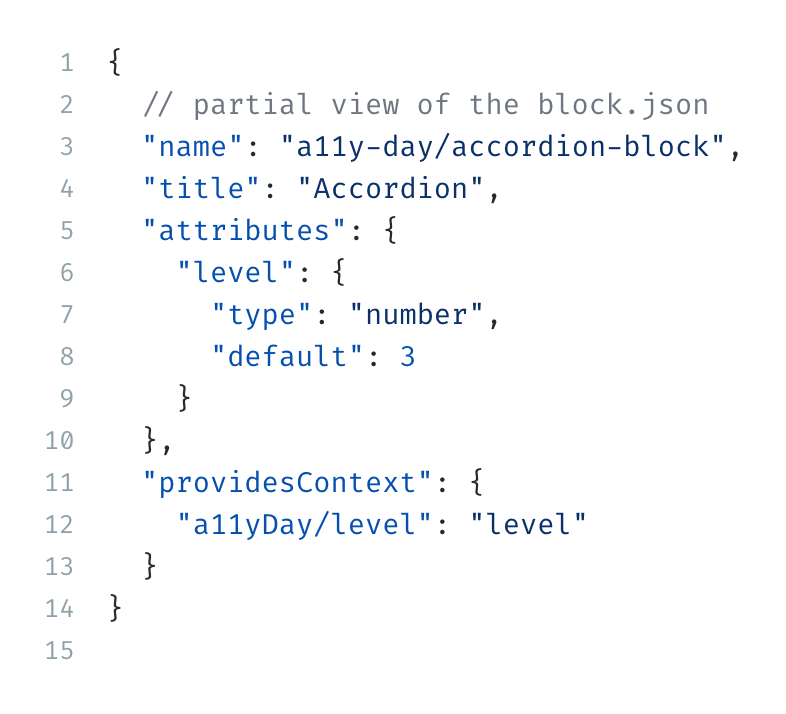 1 {
2   // partial view of the block.json
3   "name": "a11y-day/accordion-block",
4   "title": "Accordion",
5   "attributes": {
6     "level": {
7       "type": "number",
8       "default": 3
9     }
10   },
11   "providesContext": {
12     "a11yDay/level": "level"
13   }
14 }
15